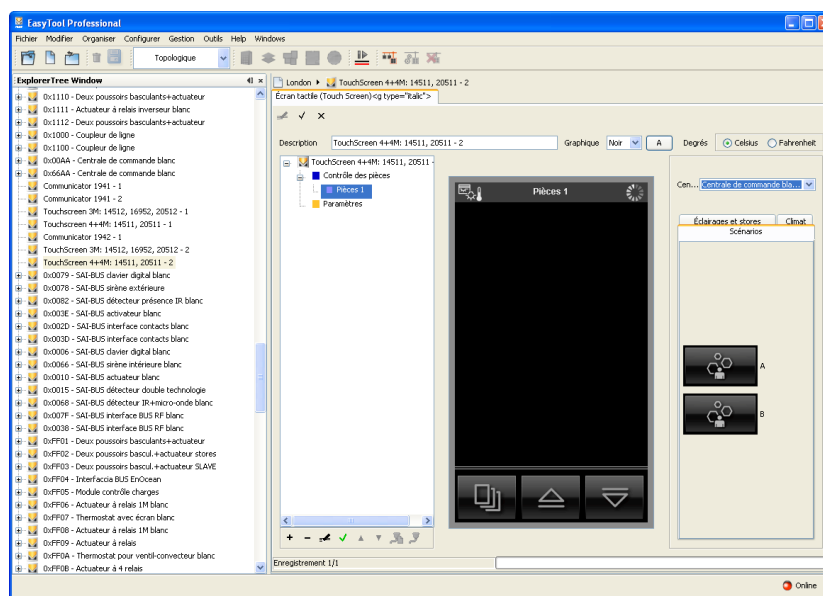 EasyTool Professional
Fichier Modifier Organiser Configurer Gestion Outils Help Windows
Topologique
ExplorerTree Window
0x1110 - Deux poussoirs basculants+actuateur
0x1111 - Actuateur à relais inverseur blanc
0x1112 - Deux poussoirs basculants+actuateur
0x1000 - Coupleur de ligne
0x1100 - Coupleur de ligne
0x00AA - Centrale de commande blanc
0x66AA - Centrale de commande blanc
Communicator 1941 - 1
Communicator 1941 - 2
Touchscreen 3M: 14512, 16952, 20512 - 1
Touchscreen 4+4M: 14511, 20511 - 1
Communicator 1942 - 1
TouchScreen 3M: 14512, 16952, 20512 - 2
TouchScreen 4+4M: 14511, 20511 - 2
0x0079 - SAI-BUS clavier digital blanc
0x0078 - SAI-BUS sirène extérieure
0x0082 - SAI-BUS détecteur présence IR blanc
0x003E - SAI-BUS activateur blanc
0x002D - SAI-BUS interface contacts blanc
0x003D - SAI-BUS interface contacts blanc
0x0006 - SAI-BUS clavier digital blanc
0x0066 - SAI-BUS sirène intérieure blanc
0x0010 - SAI-BUS actuateur blanc
0x0015 - SAI-BUS détecteur double technologie
0x0068 - SAI-BUS détecteur IR+micro-onde blanc
0x007F - SAI-BUS interface BUS RF blanc
0x0038 - SAI-BUS interface BUS RF blanc
0xFF01 - Deux poussoirs basculants+actuateur
0xFF02 - Deux poussoirs bascul.+actuateur stores
0xFF03 - Deux poussoirs bascul.+actuateur SLAVE
0xFF04 - Interfaccia BUS EnOcean
0xFF05 - Module contrôle charges
0xFF06 - Actuateur à relais 1M blanc
0xFF07 - Thermostat avec écran blanc
0xFF08 - Actuateur à relais 1M blanc
0xFF09 - Actuateur à relais
0xFF0A - Thermostat pour ventil-convecteur blanc
0xFF0B - Actuateur à 4 relais
London TouchScreen 4+4M: 14511, 20511 - 2
Écran tactile (Touch Screen)<g type="italic">
Description TouchScreen 4+4M: 14511, 20511 - 2 Graphique Noir A Degrés Celsius Fahrenheit
TouchScreen 4+4M: 14511, 20511 -
Contrôle des pièces
Pièces 1
Paramètres
Pièces 1
Cen... Centrale de commande bla...
Éclairages et stores Climat
Scénarios
A
B
Enregistrement 1/1
Online